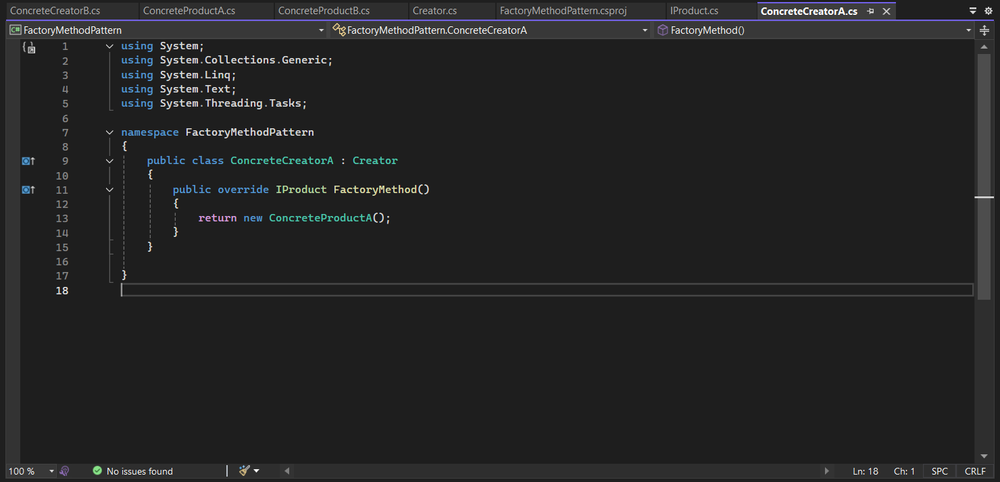 ConcreteCreatorB.cs ConcreteProductA.cs ConcreteProductB.cs Creator.cs FactoryMethodPattern.csproj IProduct.cs ConcreteCreatorA.cs
C# FactoryMethodPattern FactoryMethodPattern.ConcreteCreatorA FactoryMethod()
1 using System;
2 using System.Collections.Generic;
3 using System.Linq;
4 using System.Text;
5 using System.Threading.Tasks;
6
7 namespace FactoryMethodPattern
8 {
9 public class ConcreteCreatorA : Creator
10 {
11 public override IProduct FactoryMethod()
12 {
13 return new ConcreteProductA();
14 }
15 }
16
17 }
18
100 % No issues found Ln: 18 Ch: 1 SPC CRLF